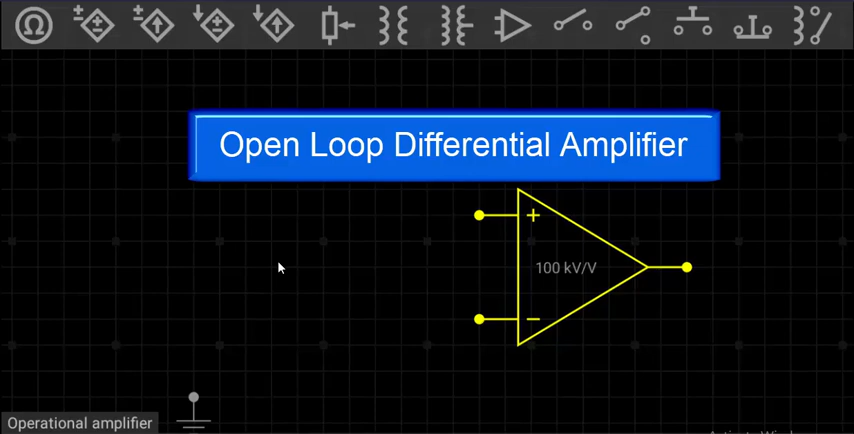 Open Loop Differential Amplifier
+
100 kV/V
−
Operational amplifier